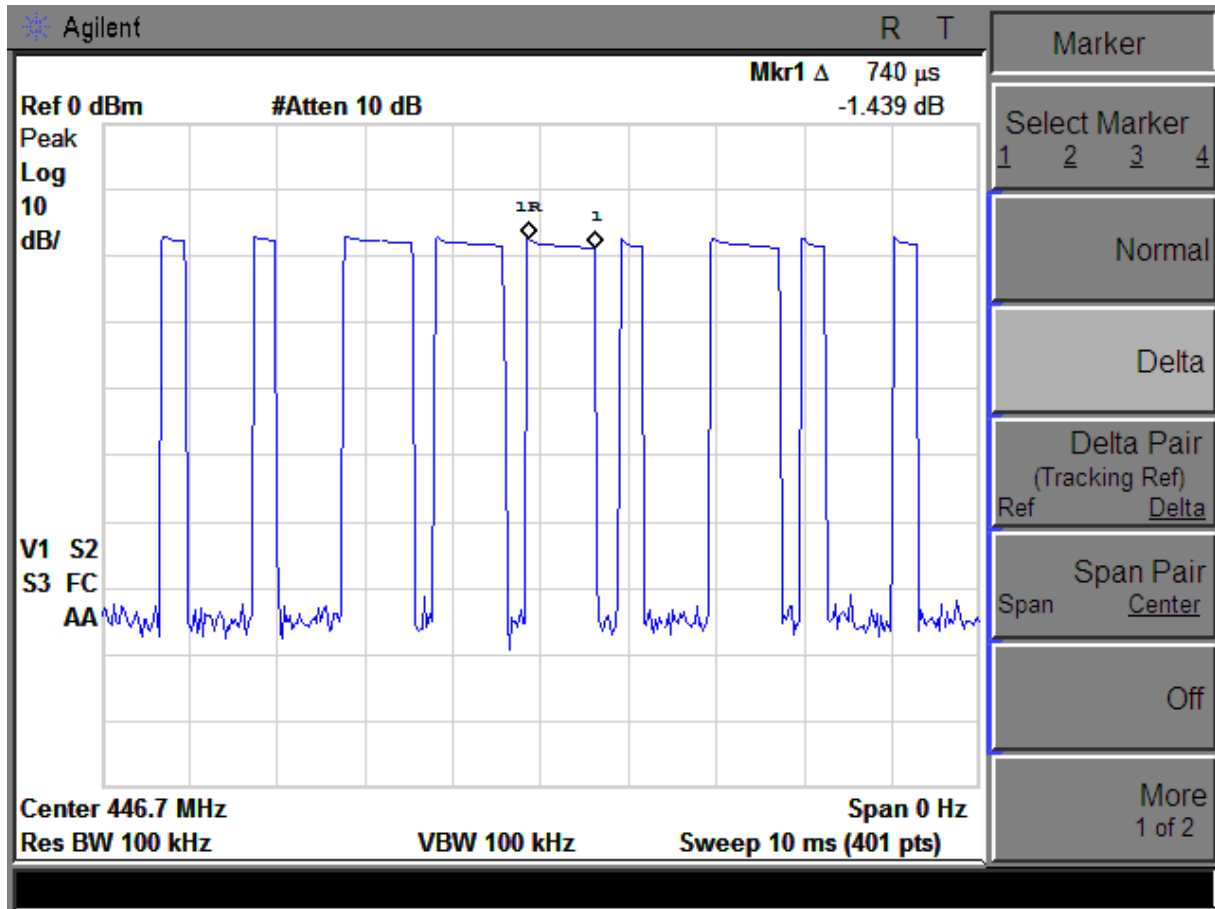 Agilent R T
Mkr1 Δ 740 μs
Ref 0 dBm #Atten 10 dB -1.439 dB
Peak
Log
10
dB/
1R
1
V1 S2
S3 FC
AA
Center 446.7 MHz Span 0 Hz
Res BW 100 kHz VBW 100 kHz Sweep 10 ms (401 pts)
Marker
Select Marker
1 2 3 4
Normal
Delta
Delta Pair
(Tracking Ref)
Ref Delta
Span Pair
Span Center
Off
More
1 of 2